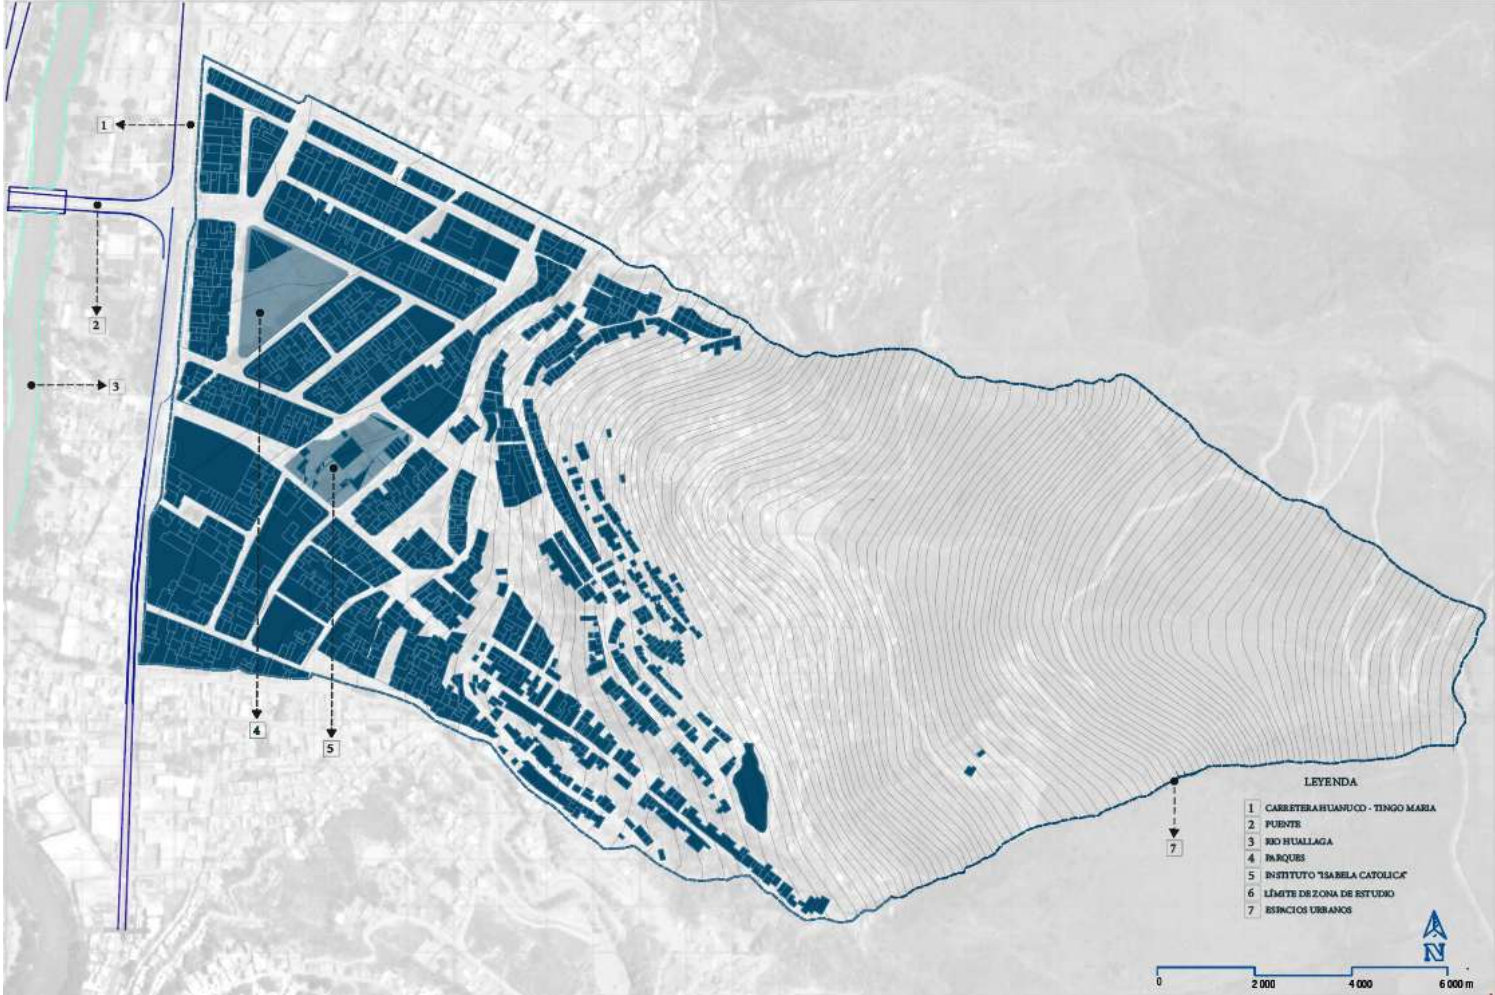 1
2
3
4
5
7
LEYENDA
1 CARRETERA HUANUCO - TINGO MARIA
2 PUENTE
3 RIO HUALLAGA
4 PARQUES
5 INSTITUTO "ISABELA CATOLICA"
6 LÍMITE DE ZONA DE ESTUDIO
7 ESPACIOS URBANOS
N
0 2 000 4 000 6 000 m